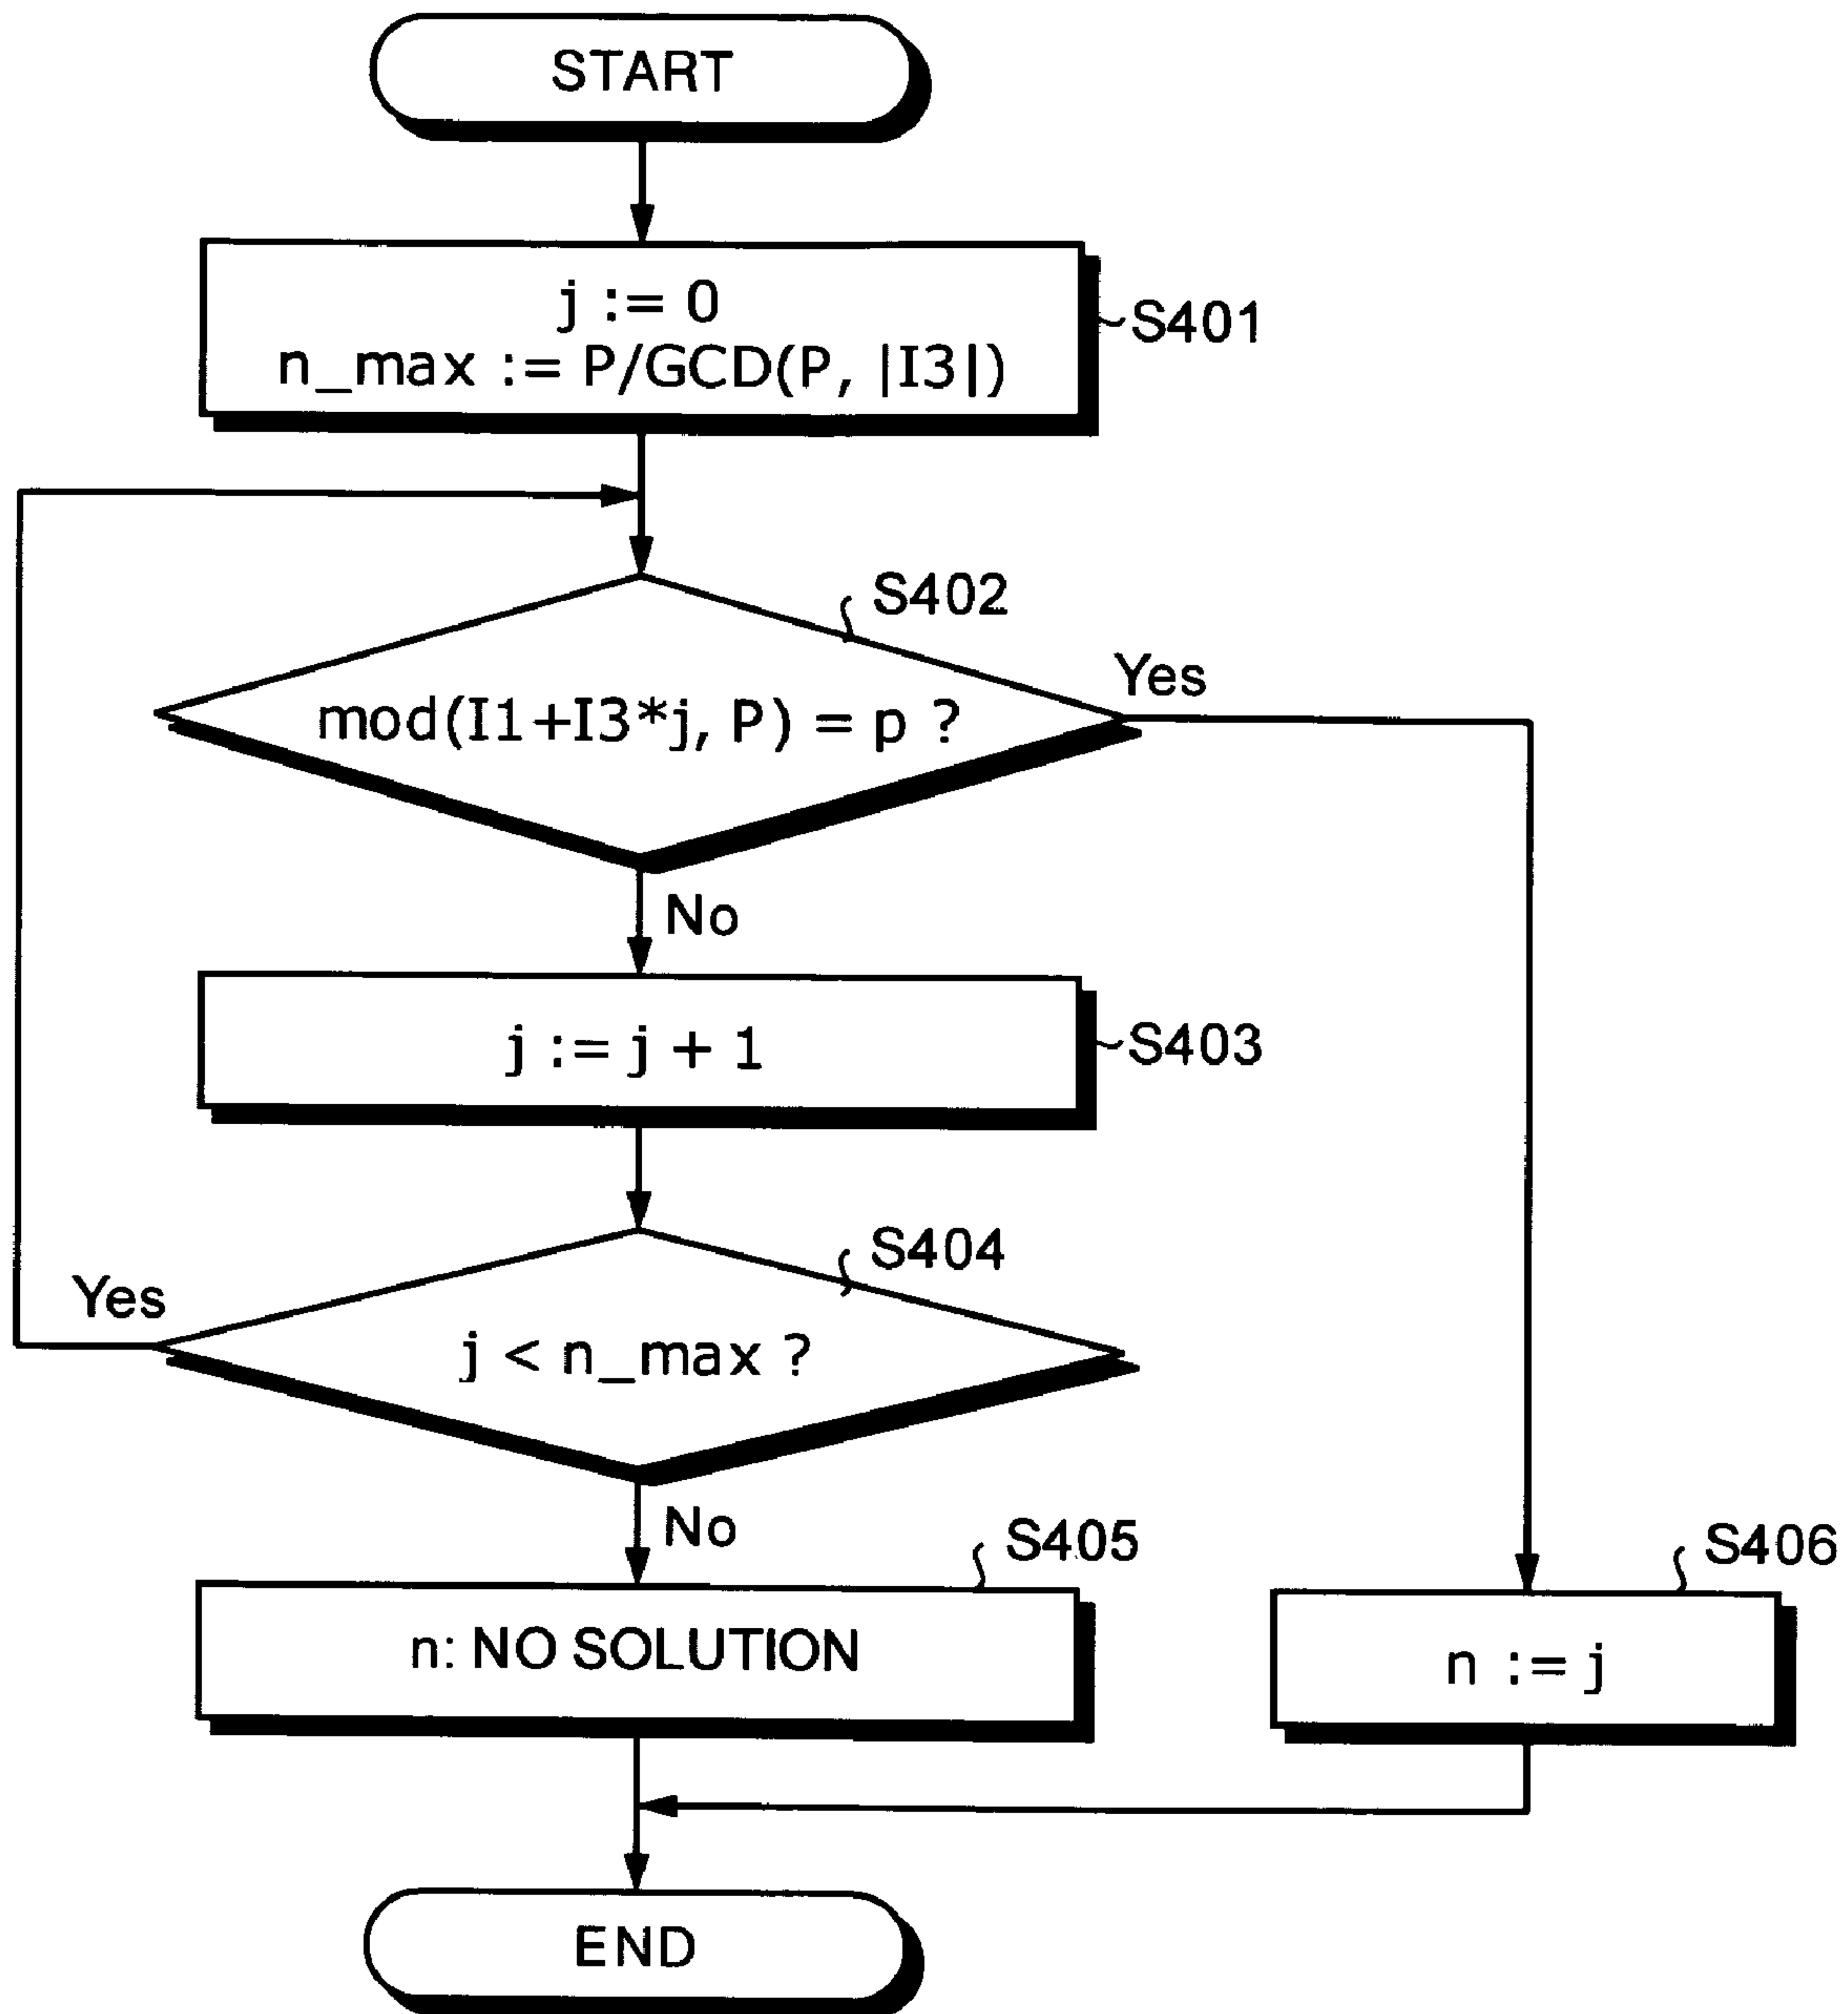 START
j := 0
n_max := P/GCD(P, |I3|)
S401
S402
mod(I1+I3*j, P) = p ?
Yes
No
j := j + 1
S403
S404
Yes
j < n_max ?
No
S405
n: NO SOLUTION
S406
n := j
END